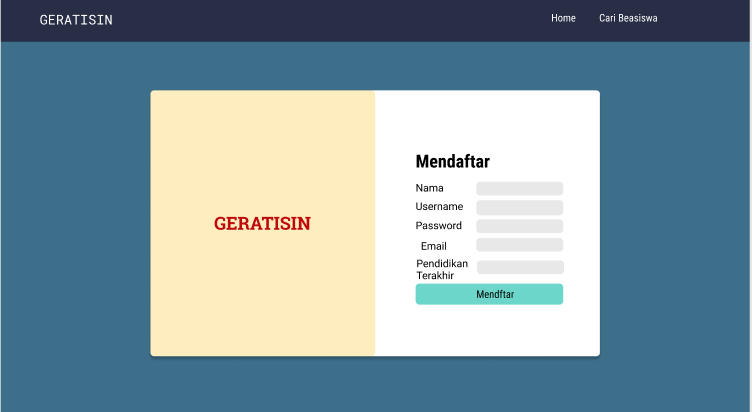 GERATISIN
Home
Cari Beasiswa
GERATISIN
Mendaftar
Nama
Username
Password
Email
Pendidikan
Terakhir
Mendftar